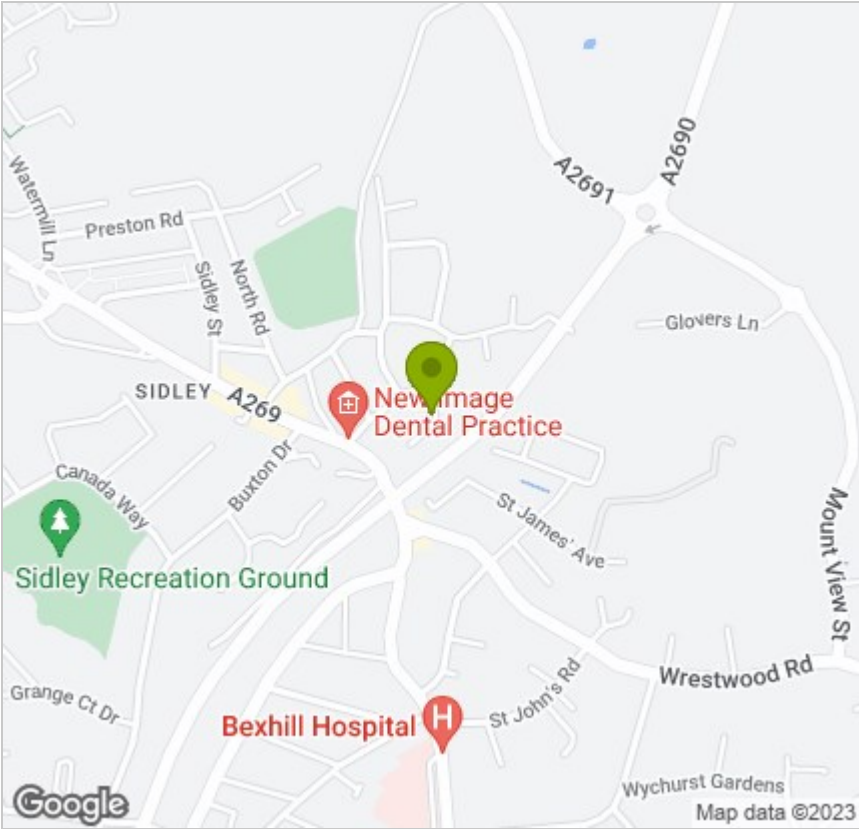 A2690
A2691
Watermill Ln
Preston Rd
Sidley St
North Rd
Glovers Ln
SIDLEY
A269
New Image
Dental Practice
Buxton Dr
Canada Way
St James' Ave
Mount View St
Sidley Recreation Ground
Wrestwood Rd
Grange Ct Dr
St John's Rd
Bexhill Hospital
H
Wychurst Gardens
Google
Map data ©2023